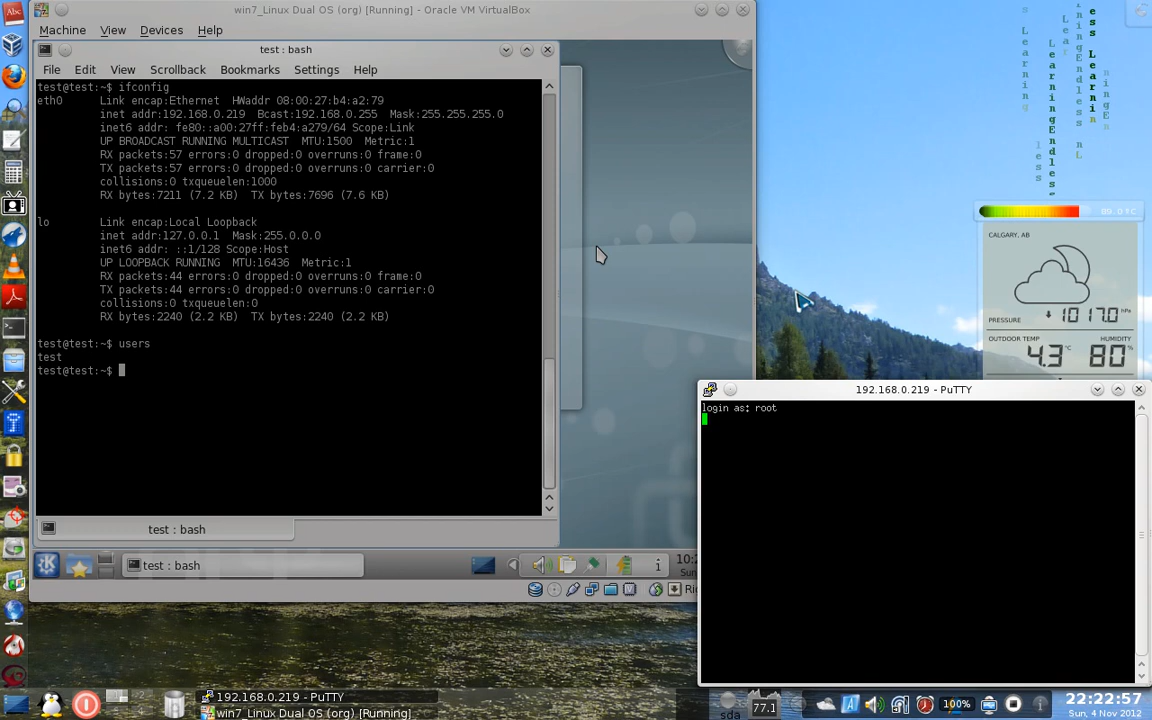 win7_Linux Dual OS (org) [Running] - Oracle VM VirtualBox
Machine View Devices Help
test : bash
File Edit View Scrollback Bookmarks Settings Help
test@test:~$ ifconfig
eth0 Link encap:Ethernet HWaddr 08:00:27:b4:a2:79
inet addr:192.168.0.219 Bcast:192.168.0.255 Mask:255.255.255.0
inet6 addr: fe80::a00:27ff:feb4:a279/64 Scope:Link
UP BROADCAST RUNNING MULTICAST MTU:1500 Metric:1
RX packets:57 errors:0 dropped:0 overruns:0 frame:0
TX packets:57 errors:0 dropped:0 overruns:0 carrier:0
collisions:0 txqueuelen:1000
RX bytes:7211 (7.2 KB) TX bytes:7696 (7.6 KB)
lo Link encap:Local Loopback
inet addr:127.0.0.1 Mask:255.0.0.0
inet6 addr: ::1/128 Scope:Host
UP LOOPBACK RUNNING MTU:16436 Metric:1
RX packets:44 errors:0 dropped:0 overruns:0 frame:0
TX packets:44 errors:0 dropped:0 overruns:0 carrier:0
collisions:0 txqueuelen:0
RX bytes:2240 (2.2 KB) TX bytes:2240 (2.2 KB)
test@test:~$ users
test
test@test:~$
test : bash
test : bash
89.0°C
CALGARY, AB
PRESSURE 1017.0 hPa
OUTDOOR TEMP HUMIDITY
4.3 °C 80%
192.168.0.219 - PuTTY
login as: root
192.168.0.219 - PuTTY
win7_Linux Dual OS (org) [Running]
sda
77.1
100%
22:22:57
Sun, 4 Nov 2012